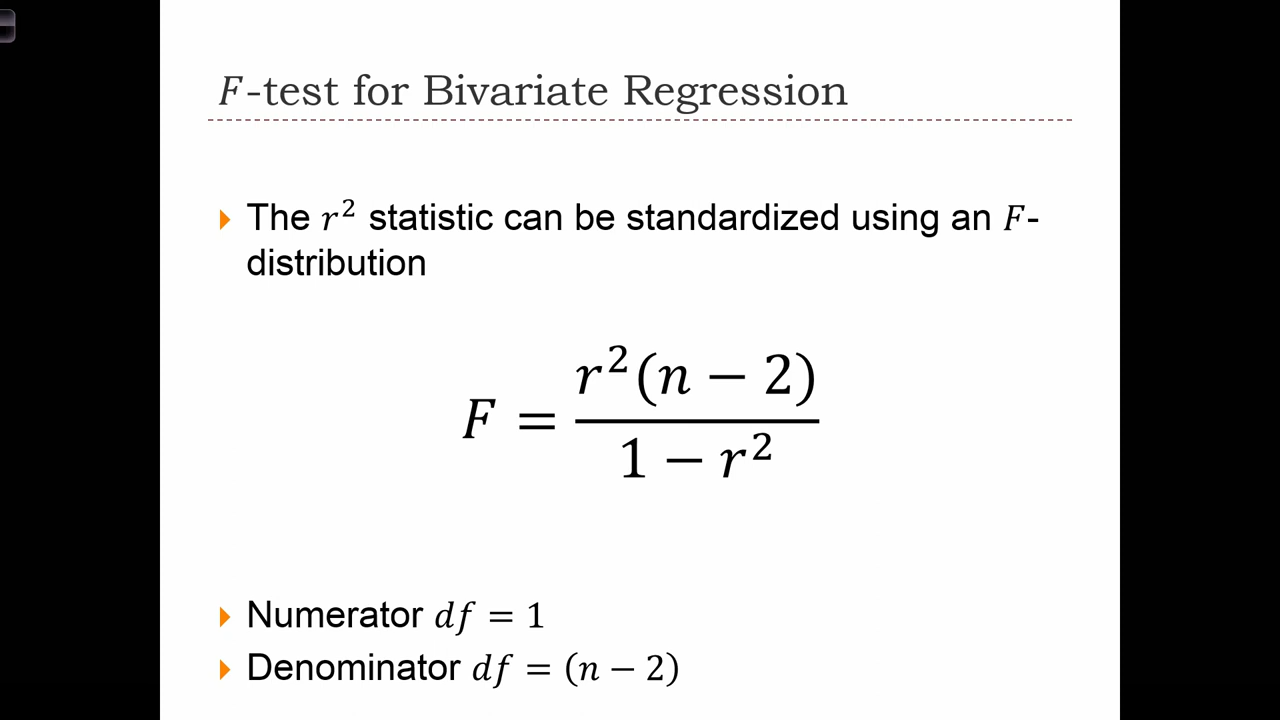 F-test for Bivariate Regression
The r² statistic can be standardized using an F-
distribution
F = r²(n − 2) / 1 − r²
Numerator df = 1
Denominator df = (n − 2)